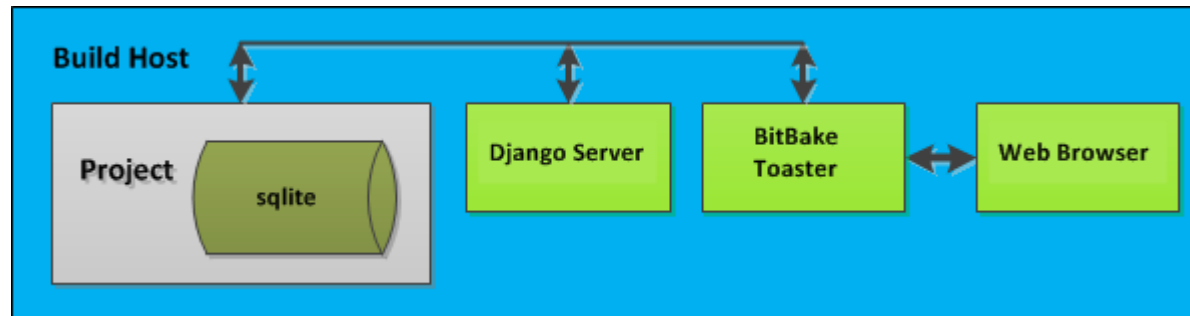 Build Host
Project
sqlite
Django Server
BitBake
Toaster
Web Browser